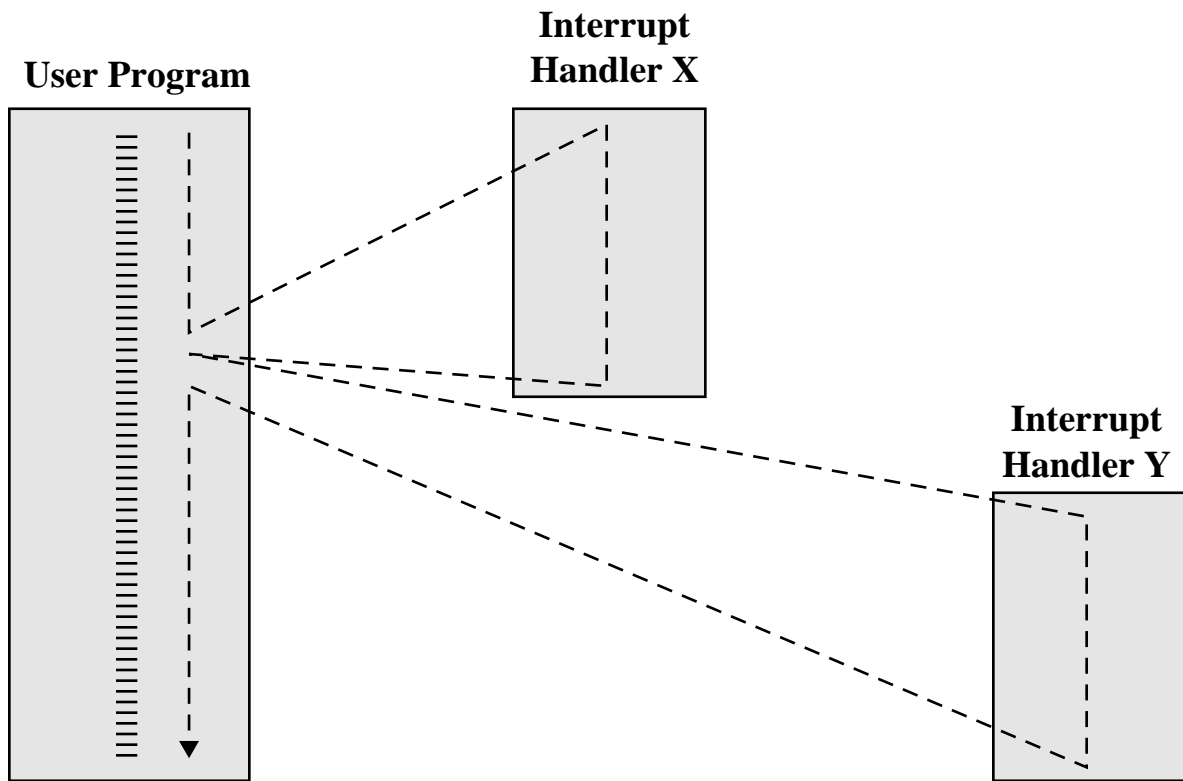 User Program
Interrupt
Handler X
Interrupt
Handler Y